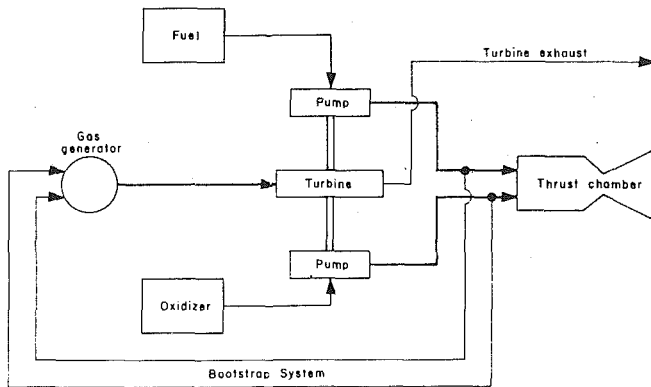 Fuel
Turbine exhaust
Pump
Gas
generator
Turbine
Thrust chamber
Pump
Oxidizer
Bootstrap System